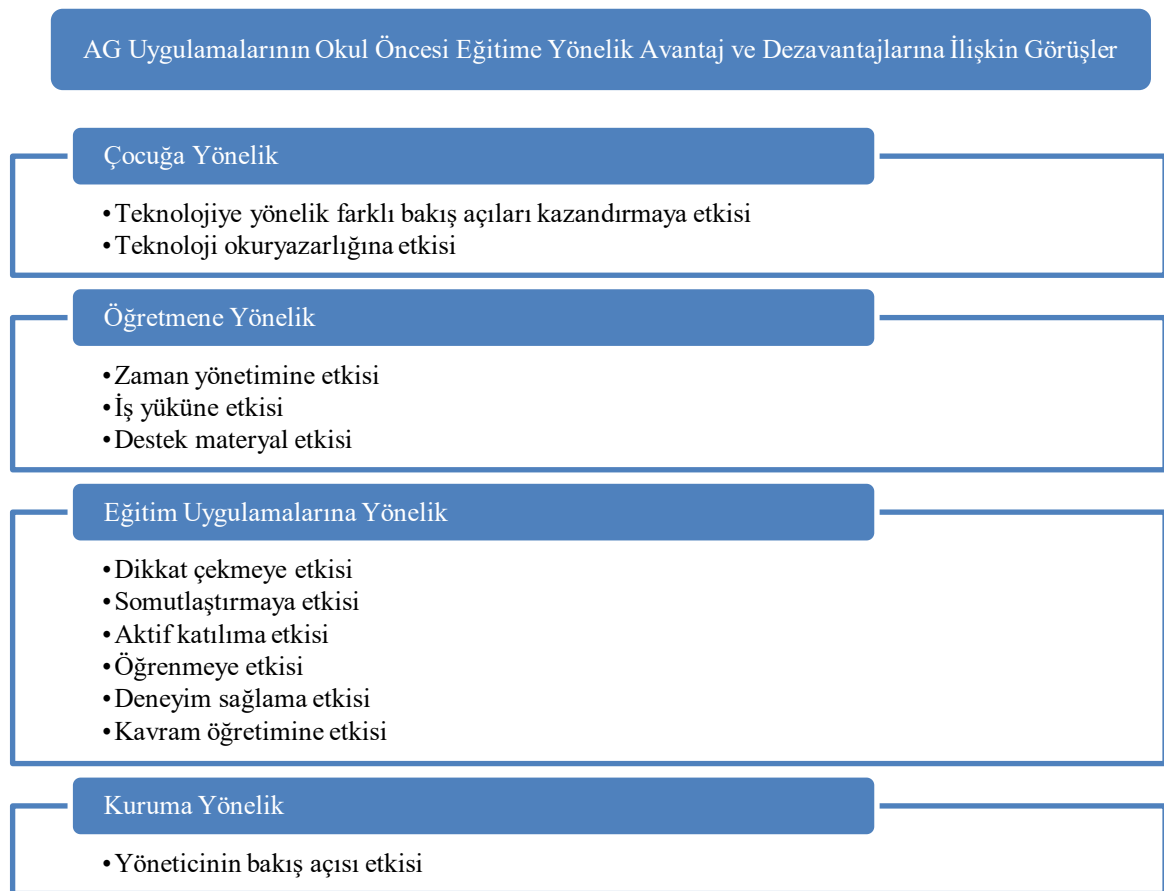 AG Uygulamalarının Okul Öncesi Eğitime Yönelik Avantaj ve Dezavantajlarına İlişkin Görüşler
Çocuğa Yönelik
•Teknolojiye yönelik farklı bakış açıları kazandırmaya etkisi
•Teknoloji okuryazarlığına etkisi
Öğretmene Yönelik
•Zaman yönetimine etkisi
•İş yüküne etkisi
•Destek materyal etkisi
Eğitim Uygulamalarına Yönelik
•Dikkat çekmeye etkisi
•Somutlaştırmaya etkisi
•Aktif katılıma etkisi
•Öğrenmeye etkisi
•Deneyim sağlama etkisi
•Kavram öğretimine etkisi
Kuruma Yönelik
•Yöneticinin bakış açısı etkisi